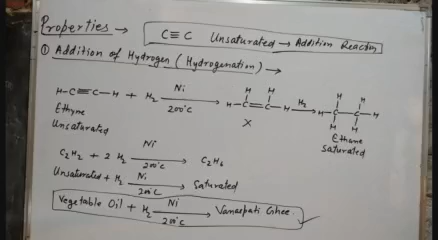 Properties → C≡C Unsaturated → Addition Reaction
① Addition of Hydrogen (Hydrogenation) →
H-C≡C-H + H₂ Ni 200°C → H-C=C-H H₂ → H-C-C-H
H H H H
H H
Ethyne X Ethane
Unsaturated saturated
C₂H₂ + 2 H₂ Ni 200°C → C₂H₆
Unsaturated + H₂ Ni 200°C → Saturated
Vegetable Oil + H₂ Ni 200°C → Vanaspati Ghee.